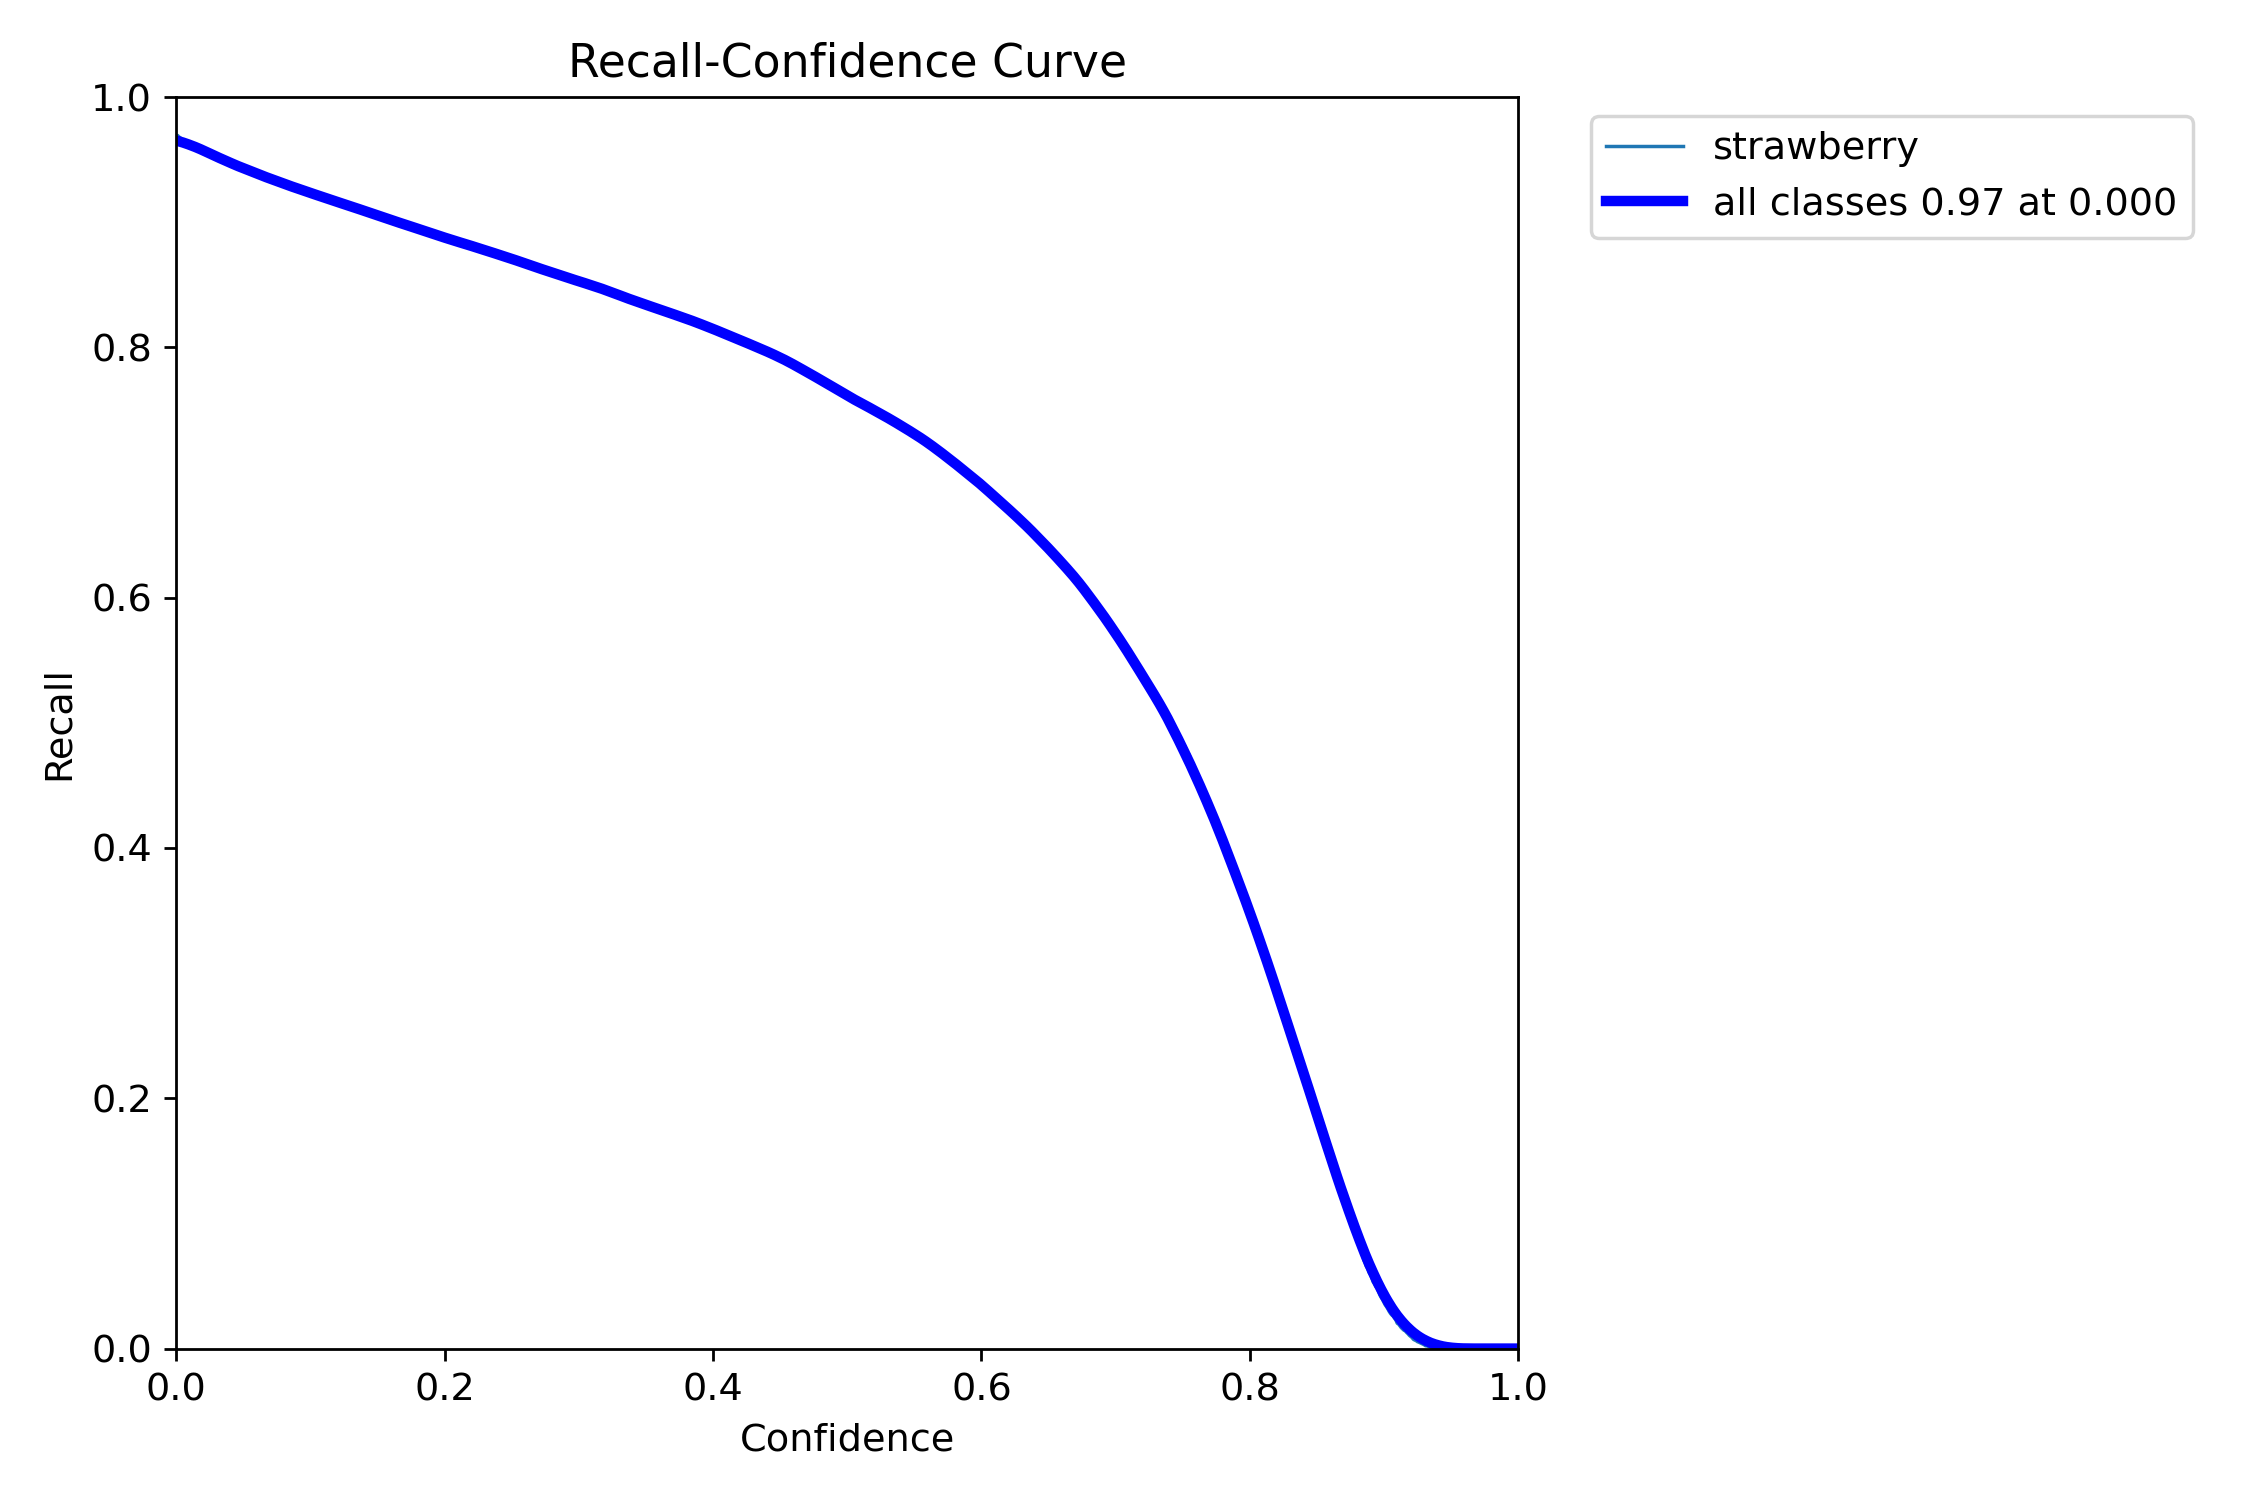 Recall-Confidence Curve
1.0
0.8
0.6
0.4
0.2
0.0
Recall
0.0 0.2 0.4 0.6 0.8 1.0
Confidence
strawberry
all classes 0.97 at 0.000